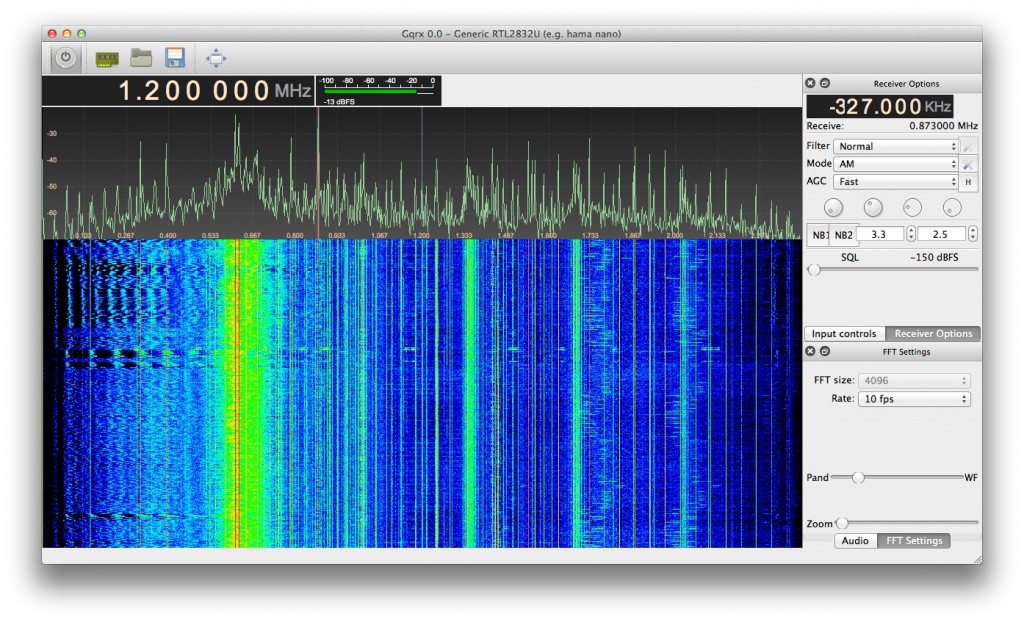 Gqrx 0.0 - Generic RTL2832U (e.g. hama nano)
1.200 000 MHz
-100 -80 -60 -40 -20 0
-13 dBFS
-30
-40
-50
-60
0.133 0.267 0.400 0.533 0.667 0.800 0.933 1.067 1.200 1.333 1.467 1.600 1.733 1.867 2.000 2.133
Receiver Options
-327.000 KHz
Receive: 0.873000 MHz
Filter Normal
Mode AM
AGC Fast
H
NB1 NB2 3.3 2.5
SQL -150 dBFS
Input controls Receiver Options
FFT Settings
FFT size: 4096
Rate: 10 fps
Pand WF
Zoom
Audio FFT Settings